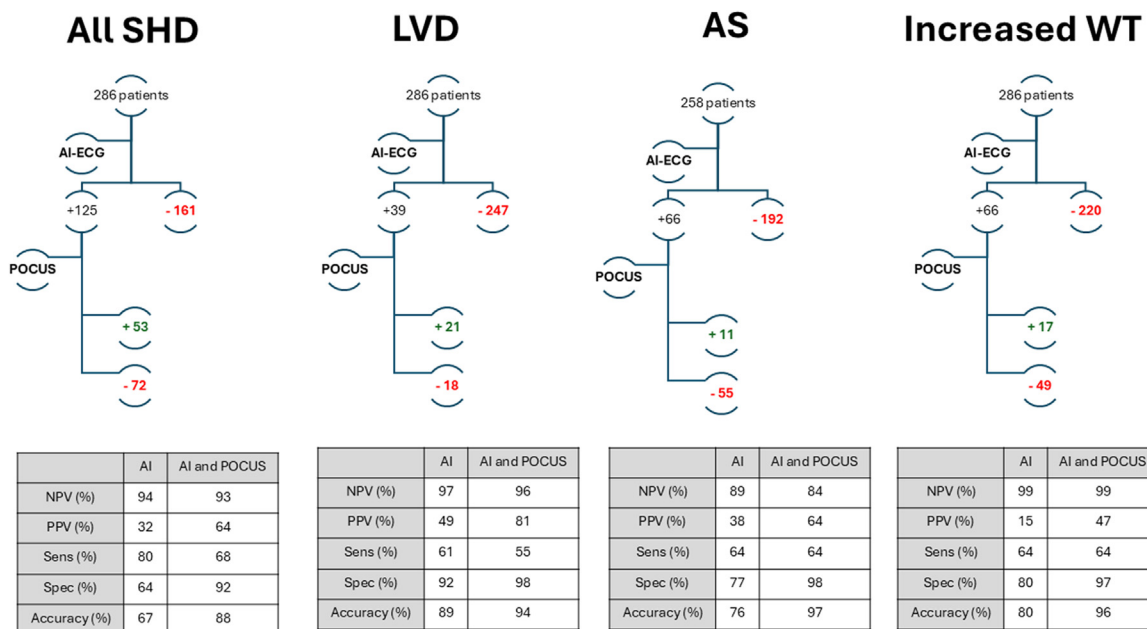 All SHD
LVD
AS
Increased WT
286 patients
286 patients
258 patients
286 patients
AI-ECG
AI-ECG
AI-ECG
AI-ECG
+125
- 161
+39
- 247
+66
- 192
+66
- 220
POCUS
POCUS
POCUS
POCUS
+ 53
+ 21
+ 11
+ 17
- 72
- 18
- 55
- 49
AI AI and POCUS
NPV (%) 94 93
PPV (%) 32 64
Sens (%) 80 68
Spec (%) 64 92
Accuracy (%) 67 88
AI AI and POCUS
NPV (%) 97 96
PPV (%) 49 81
Sens (%) 61 55
Spec (%) 92 98
Accuracy (%) 89 94
AI AI and POCUS
NPV (%) 89 84
PPV (%) 38 64
Sens (%) 64 64
Spec (%) 77 98
Accuracy (%) 76 97
AI AI and POCUS
NPV (%) 99 99
PPV (%) 15 47
Sens (%) 64 64
Spec (%) 80 97
Accuracy (%) 80 96